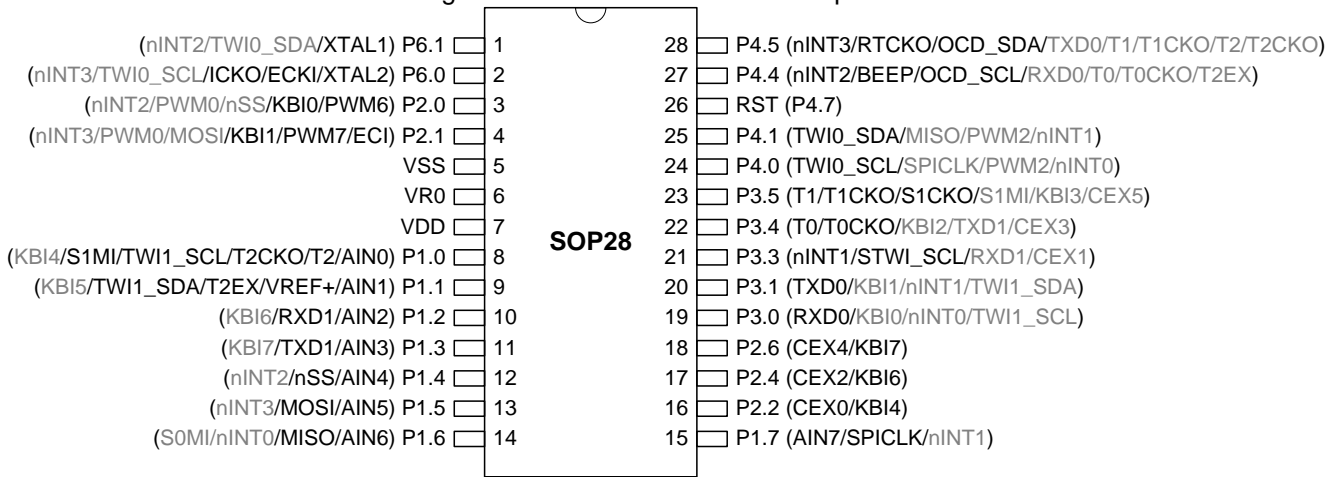 (nINT2/TWI0_SDA/XTAL1) P6.1 1 28 P4.5 (nINT3/RTCKO/OCD_SDA/TXD0/T1/T1CKO/T2/T2CKO)
(nINT3/TWI0_SCL/ICKO/ECKI/XTAL2) P6.0 2 27 P4.4 (nINT2/BEEP/OCD_SCL/RXD0/T0/T0CKO/T2EX)
(nINT2/PWM0/nSS/KBI0/PWM6) P2.0 3 26 RST (P4.7)
(nINT3/PWM0/MOSI/KBI1/PWM7/ECI) P2.1 4 25 P4.1 (TWI0_SDA/MISO/PWM2/nINT1)
VSS 5 24 P4.0 (TWI0_SCL/SPICLK/PWM2/nINT0)
VR0 6 23 P3.5 (T1/T1CKO/S1CKO/S1MI/KBI3/CEX5)
VDD 7 22 P3.4 (T0/T0CKO/KBI2/TXD1/CEX3)
SOP28
(KBI4/S1MI/TWI1_SCL/T2CKO/T2/AIN0) P1.0 8 21 P3.3 (nINT1/STWI_SCL/RXD1/CEX1)
(KBI5/TWI1_SDA/T2EX/VREF+/AIN1) P1.1 9 20 P3.1 (TXD0/KBI1/nINT1/TWI1_SDA)
(KBI6/RXD1/AIN2) P1.2 10 19 P3.0 (RXD0/KBI0/nINT0/TWI1_SCL)
(KBI7/TXD1/AIN3) P1.3 11 18 P2.6 (CEX4/KBI7)
(nINT2/nSS/AIN4) P1.4 12 17 P2.4 (CEX2/KBI6)
(nINT3/MOSI/AIN5) P1.5 13 16 P2.2 (CEX0/KBI4)
(S0MI/nINT0/MISO/AIN6) P1.6 14 15 P1.7 (AIN7/SPICLK/nINT1)